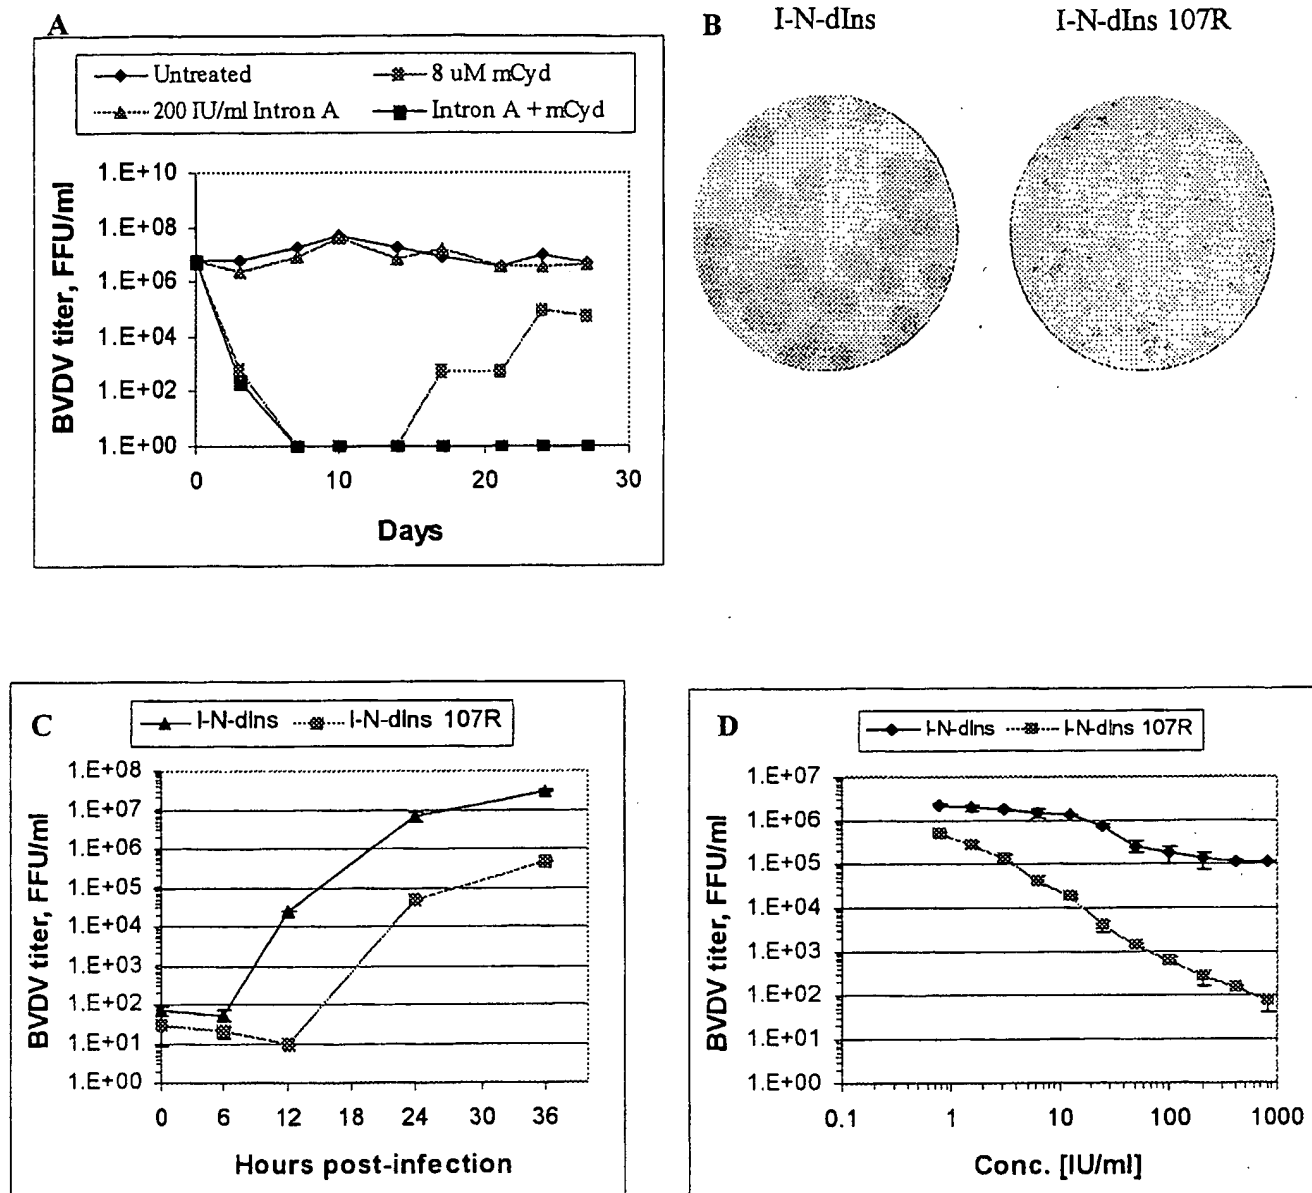 A
Untreated
8 uM mCyd
200 IU/ml Intron A
Intron A + mCyd
BVDV titer, FFU/ml
1.E+10
1.E+08
1.E+06
1.E+04
1.E+02
1.E+00
0 10 20 30
Days
B
I-N-dIns
I-N-dIns 107R
C
I-N-dIns
I-N-dIns 107R
BVDV titer, FFU/ml
1.E+08
1.E+07
1.E+06
1.E+05
1.E+04
1.E+03
1.E+02
1.E+01
1.E+00
0 6 12 18 24 30 36
Hours post-infection
D
I-N-dIns
I-N-dIns 107R
BVDV titer, FFU/ml
1.E+07
1.E+06
1.E+05
1.E+04
1.E+03
1.E+02
1.E+01
1.E+00
0.1 1 10 100 1000
Conc. [IU/ml]